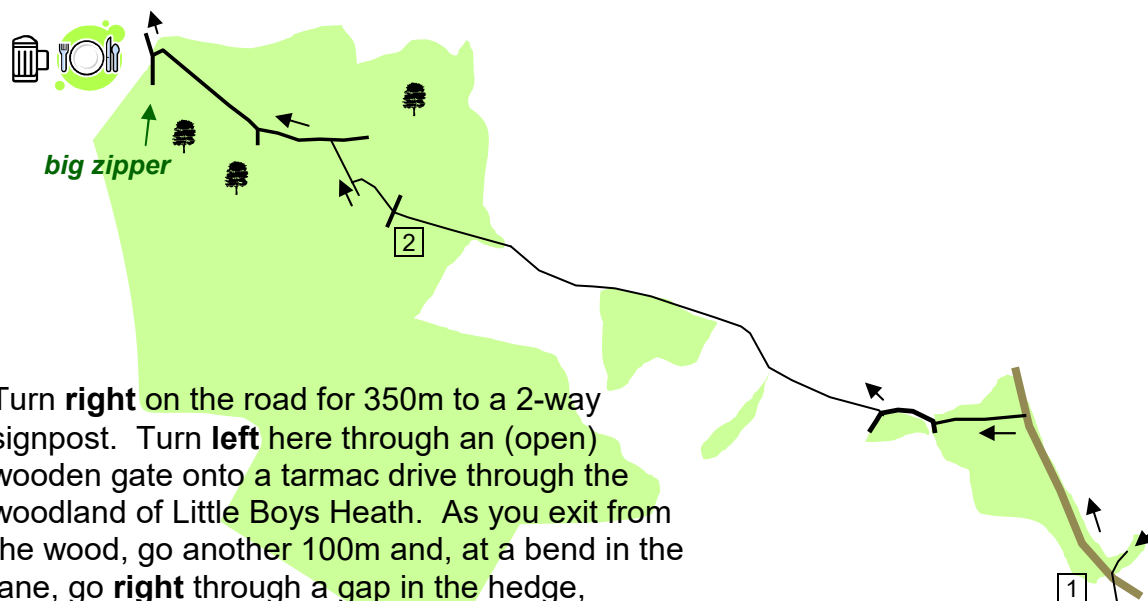 big zipper
2
Turn right on the road for 350m to a 2-way
signpost.  Turn left here through an (open)
wooden gate onto a tarmac drive through the
woodland of Little Boys Heath.  As you exit from
the wood, go another 100m and, at a bend in the
lane, go right through a gap in the hedge,
1